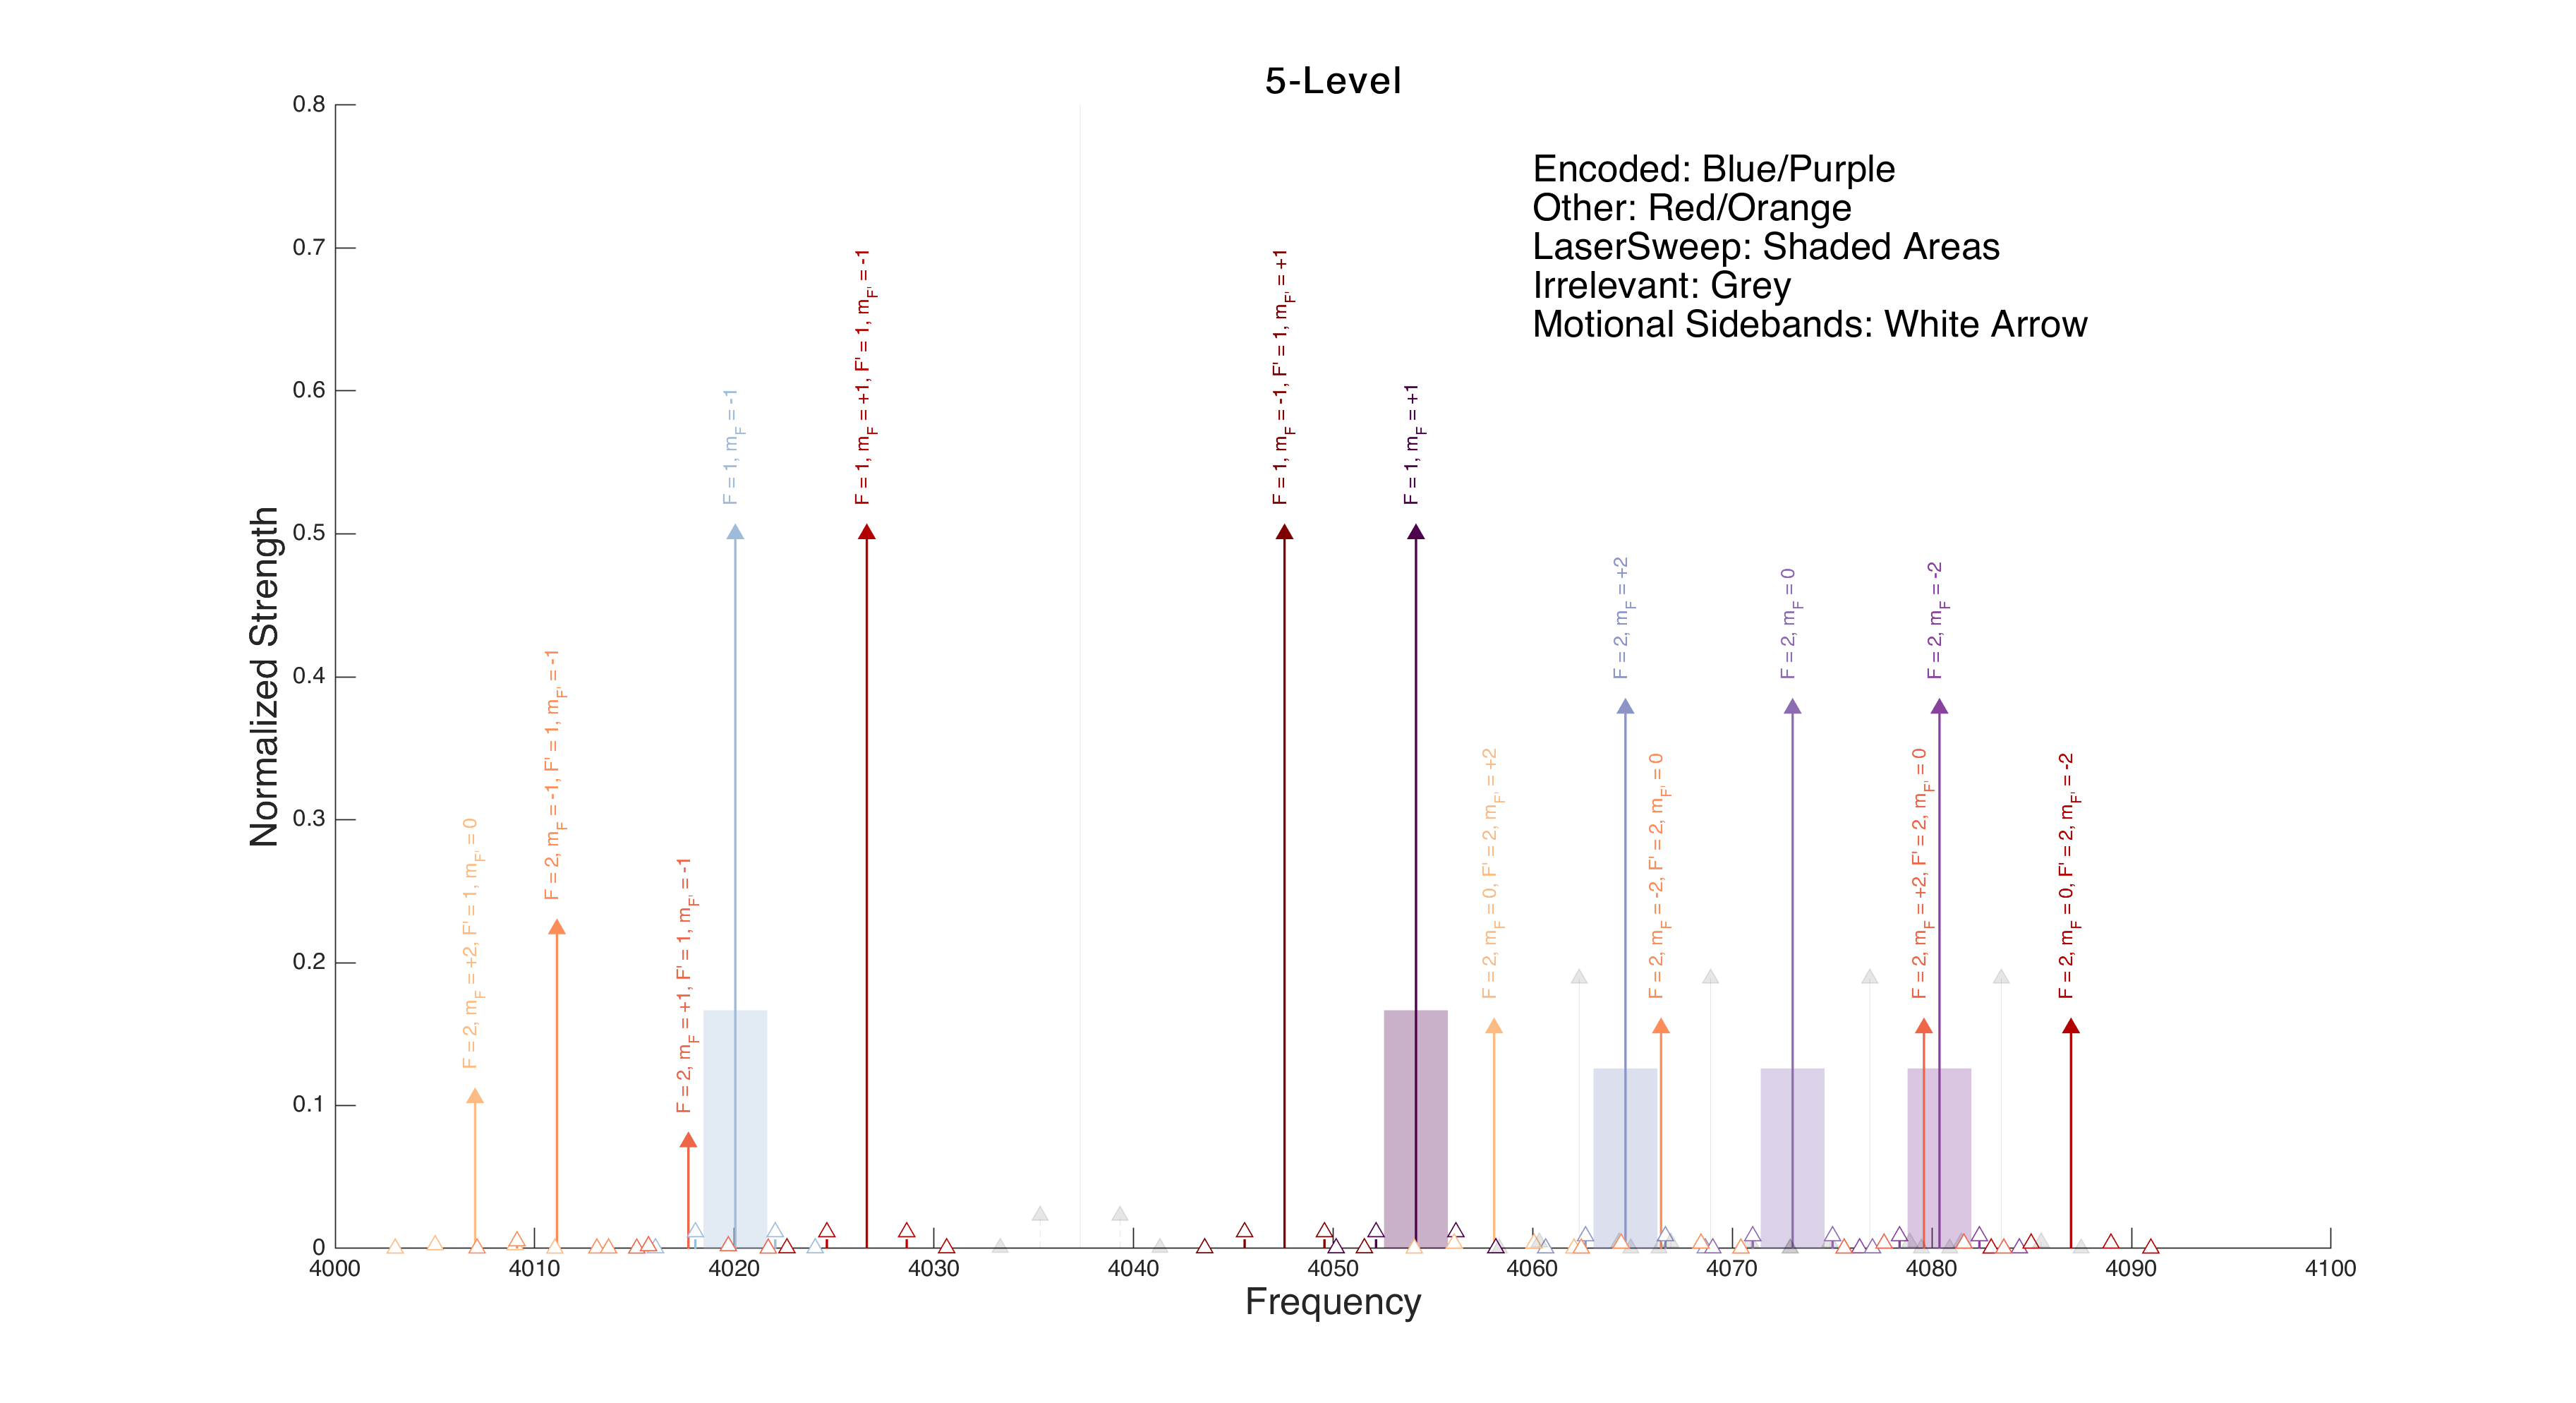 5-Level
Encoded: Blue/Purple
Other: Red/Orange
LaserSweep: Shaded Areas
Irrelevant: Grey
Motional Sidebands: White Arrow
Normalized Strength
0.8
0.7
0.6
0.5
0.4
0.3
0.2
0.1
0
F = 2, mF = +2, F' = 1, mF' = 0
F = 2, mF = -1, F' = 1, mF' = -1
F = 2, mF = +1, F' = 1, mF' = -1
F = 1, mF = -1
F = 1, mF = +1, F' = 1, mF' = -1
F = 1, mF = -1, F' = 1, mF' = +1
F = 1, mF = +1
F = 2, mF = 0, F' = 2, mF' = +2
F = 2, mF = +2
F = 2, mF = -2, F' = 2, mF' = 0
F = 2, mF = 0
F = 2, mF = +2, F' = 2, mF' = 0
F = 2, mF = -2
F = 2, mF = 0, F' = 2, mF' = -2
4000 4010 4020 4030 4040 4050 4060 4070 4080 4090 4100
Frequency